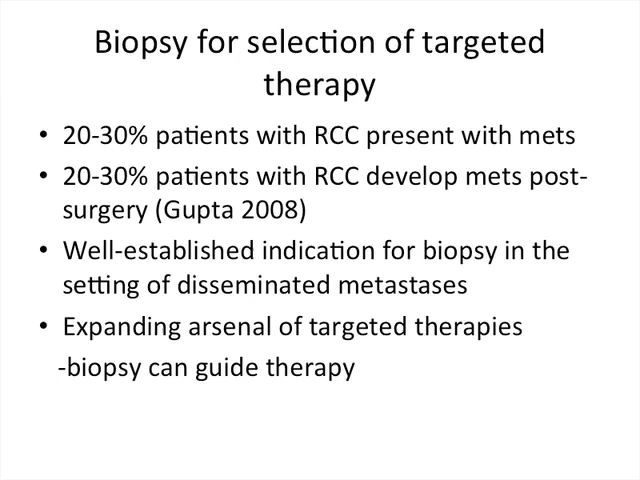 Biopsy for selection of targeted
therapy
• 20-30% patients with RCC present with mets
• 20-30% patients with RCC develop mets post-
surgery (Gupta 2008)
• Well-established indication for biopsy in the
setting of disseminated metastases
• Expanding arsenal of targeted therapies
-biopsy can guide therapy